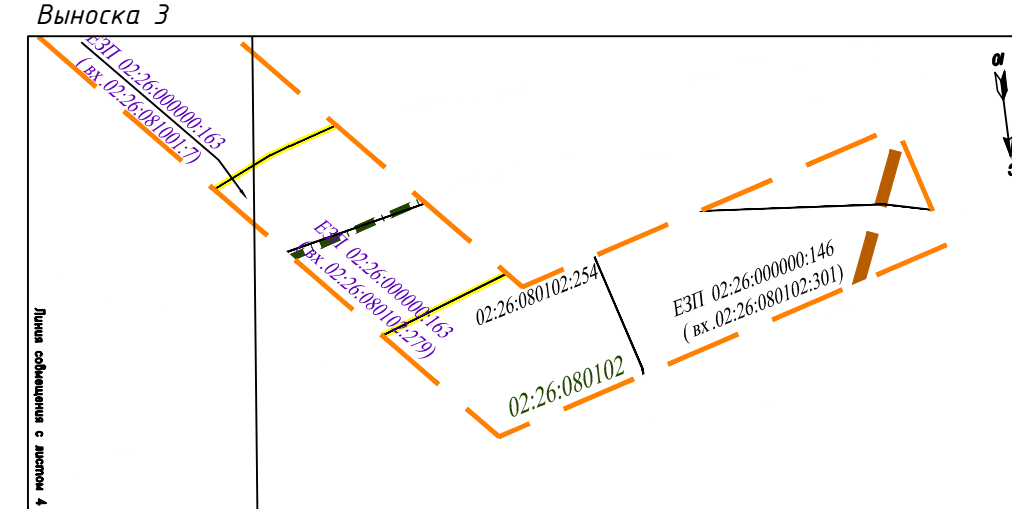 Выноска 3
ЕЗП 02:26:000000:163
( вх.02:26:081001:7)
ЕЗП 02:26:000000:163
( вх.02:26:080102:279)
02:26:080102:254
ЕЗП 02:26:000000:146
( вх.02:26:080102:301)
02:26:080102
Линия совмещения с листом 4
Ю